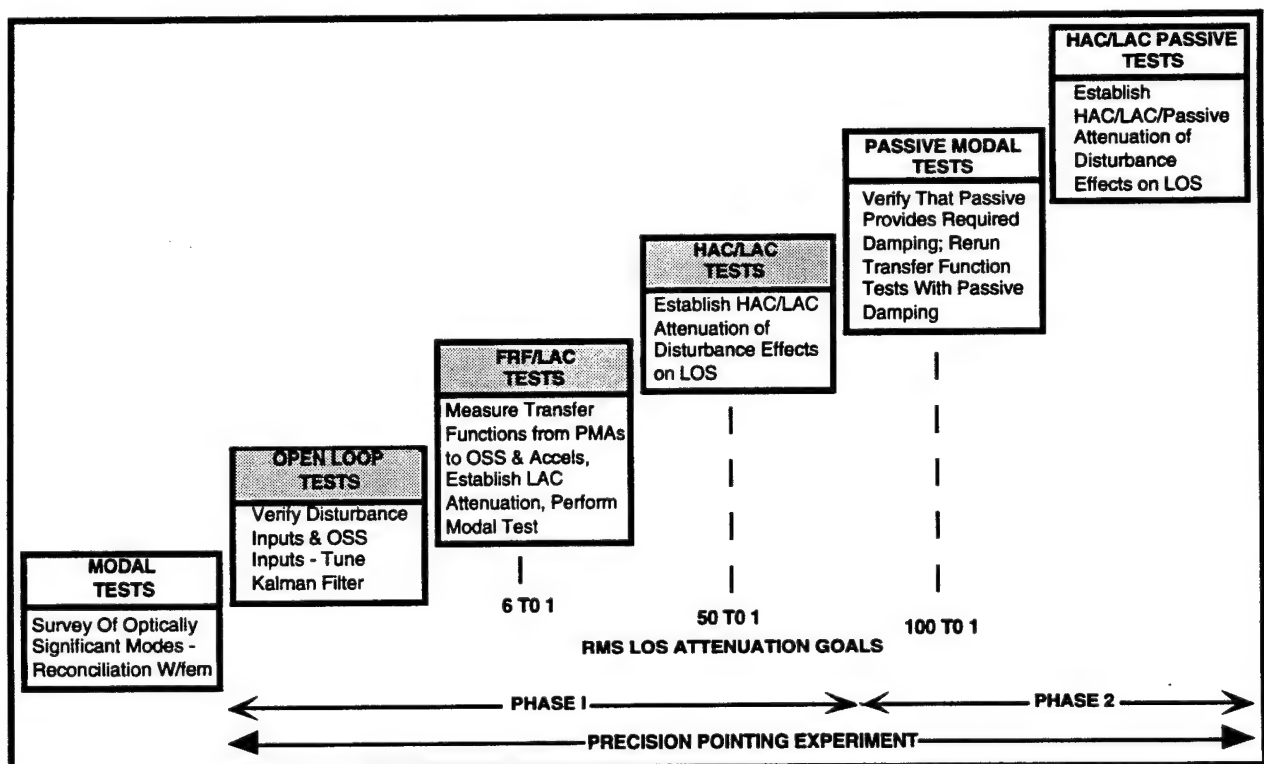 HAC/LAC PASSIVE
TESTS
Establish
HAC/LAC/Passive
Attenuation of
Disturbance
Effects on LOS
PASSIVE MODAL
TESTS
Verify That Passive
Provides Required
Damping; Rerun
Transfer Function
Tests With Passive
Damping
HAC/LAC
TESTS
Establish HAC/LAC
Attenuation of
Disturbance Effects
on LOS
FRF/LAC
TESTS
Measure Transfer
Functions from PMAs
to OSS & Accels,
Establish LAC
Attenuation, Perform
Modal Test
OPEN LOOP
TESTS
Verify Disturbance
Inputs & OSS
Inputs - Tune
Kalman Filter
MODAL
TESTS
Survey Of Optically
Significant Modes -
Reconciliation W/fem
6 T0 1
50 T0 1
100 T0 1
RMS LOS ATTENUATION GOALS
PHASE I
PHASE 2
PRECISION POINTING EXPERIMENT